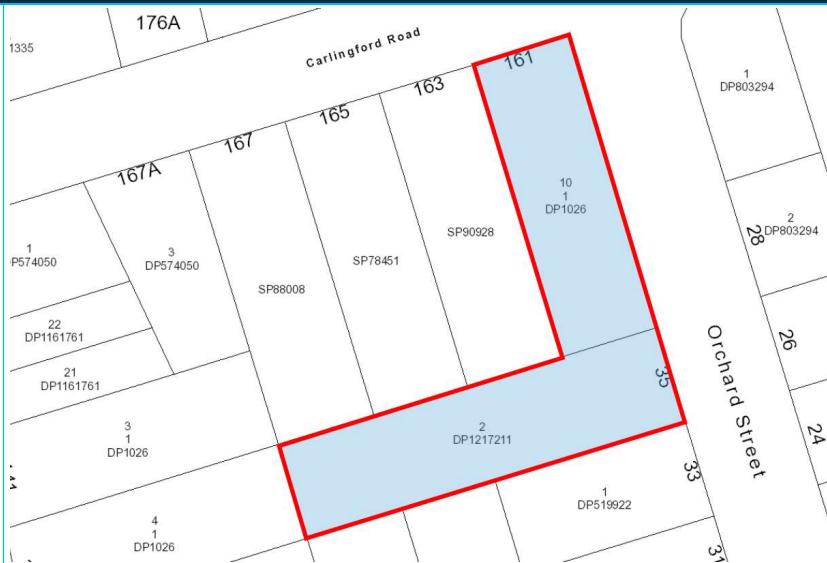 176A
1335
Carlingford Road
161
163
165
167
167A
1
DP803294
10
1
DP1026
2
DP803294
28
SP90928
1
P574050
3
DP574050
SP78451
SP88008
22
DP1161761
21
DP1161761
26
Orchard Street
35
24
3
1
DP1026
2
DP1217211
33
1
DP519922
4
1
DP1026
31